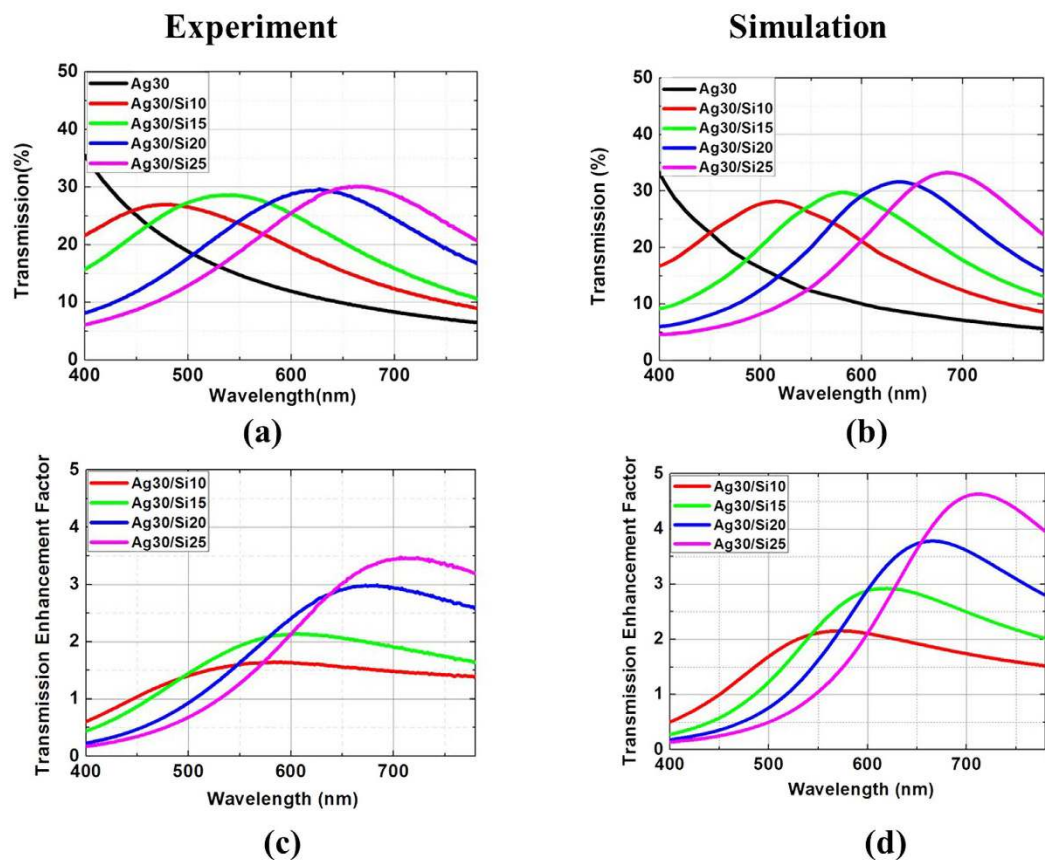 Experiment
Simulation
50
40
30
20
10
0
Transmission(%)
Ag30
Ag30/Si10
Ag30/Si15
Ag30/Si20
Ag30/Si25
400 500 600 700
Wavelength(nm)
(a)
50
40
30
20
10
0
Transmission (%)
Ag30
Ag30/Si10
Ag30/Si15
Ag30/Si20
Ag30/Si25
400 500 600 700
Wavelength(nm)
(b)
5
4
3
2
1
0
Transmission Enhancement Factor
Ag30/Si10
Ag30/Si15
Ag30/Si20
Ag30/Si25
400 500 600 700
Wavelength (nm)
(c)
5
4
3
2
1
0
Transmission Enhancement Factor
Ag30/Si10
Ag30/Si15
Ag30/Si20
Ag30/Si25
400 500 600 700
Wavelength (nm)
(d)